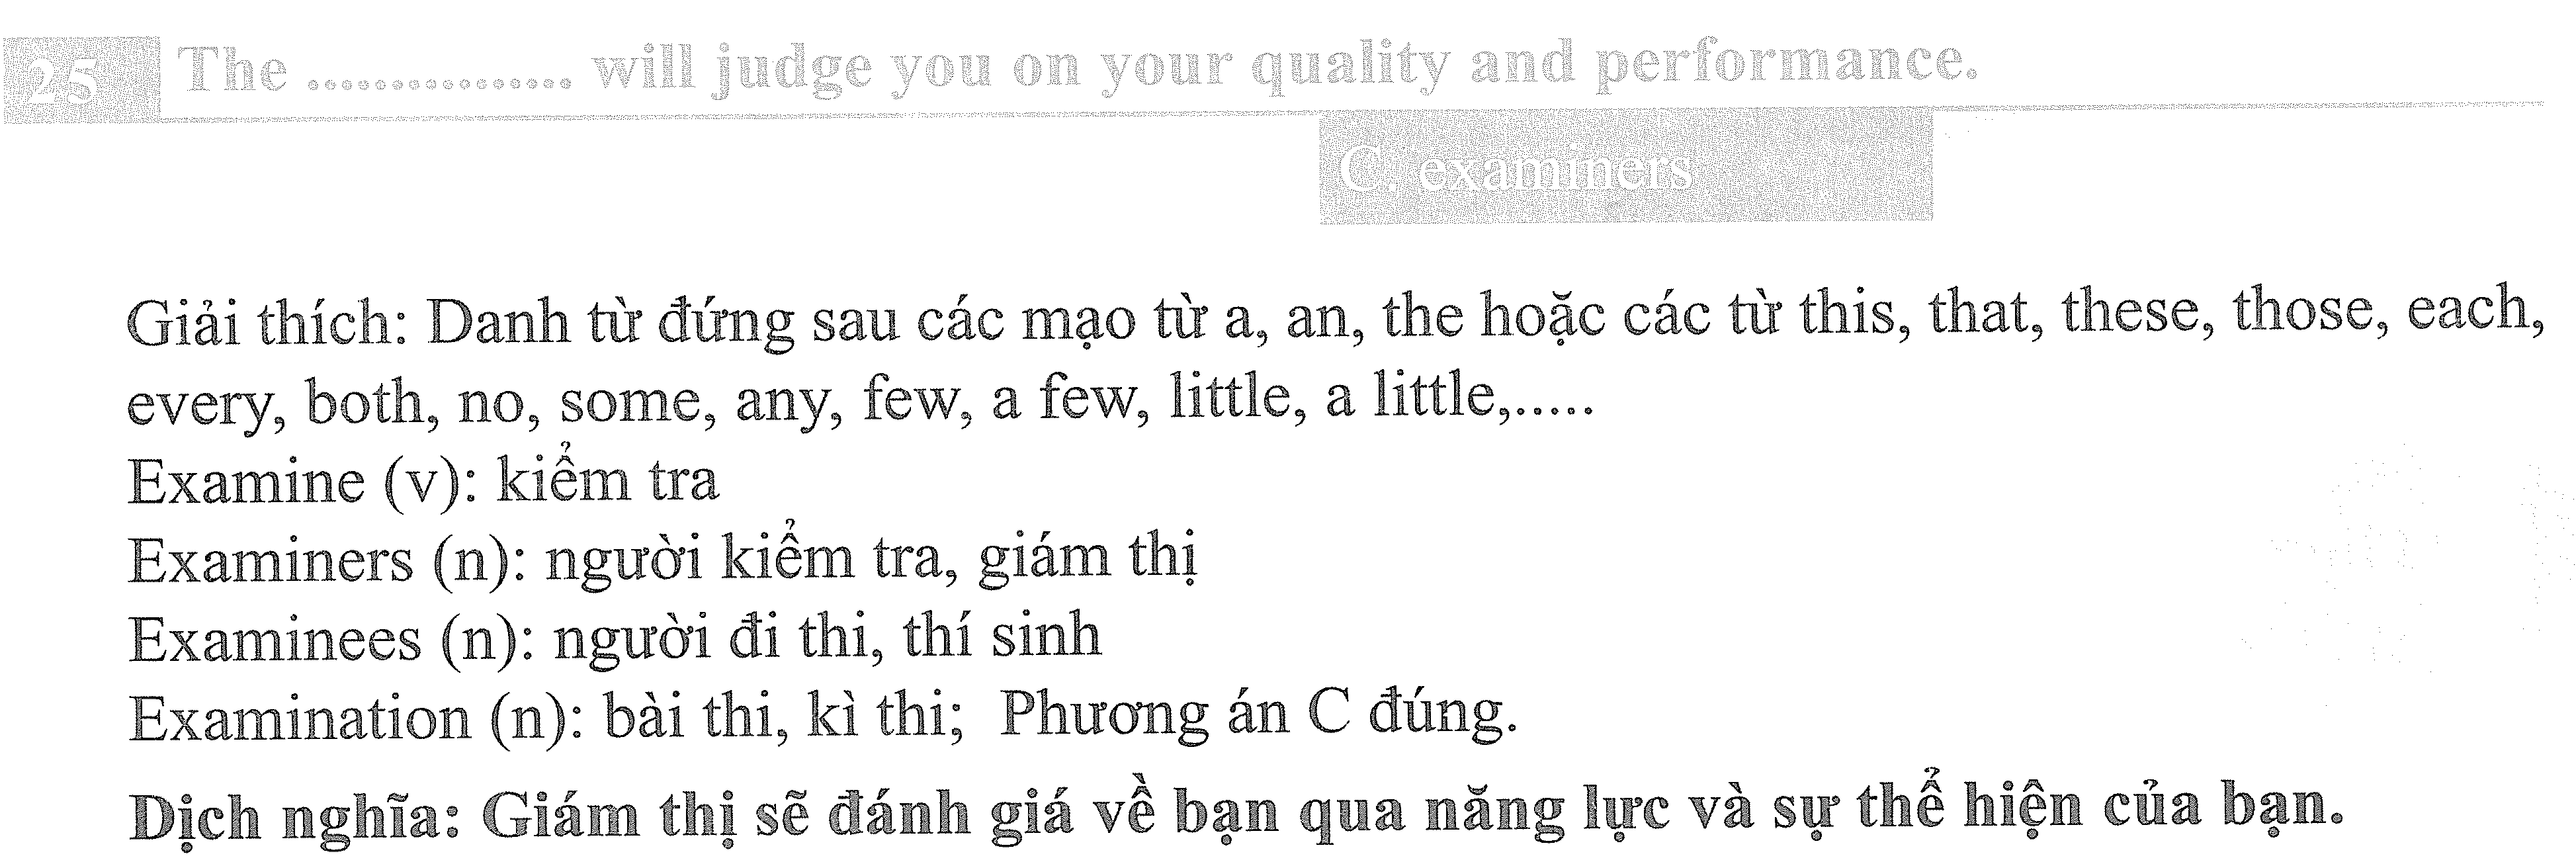 25 The ................ will judge you on your quality and performance.
C. examiners
Giải thích: Danh từ đứng sau các mạo từ a, an, the hoặc các từ this, that, these, those, each,
every, both, no, some, any, few, a few, little, a little,.....
Examine (v): kiểm tra
Examiners (n): người kiểm tra, giám thị
Examinees (n): người đi thi, thí sinh
Examination (n): bài thi, kì thi; Phương án C đúng.
Dịch nghĩa: Giám thị sẽ đánh giá về bạn qua năng lực và sự thể hiện của bạn.